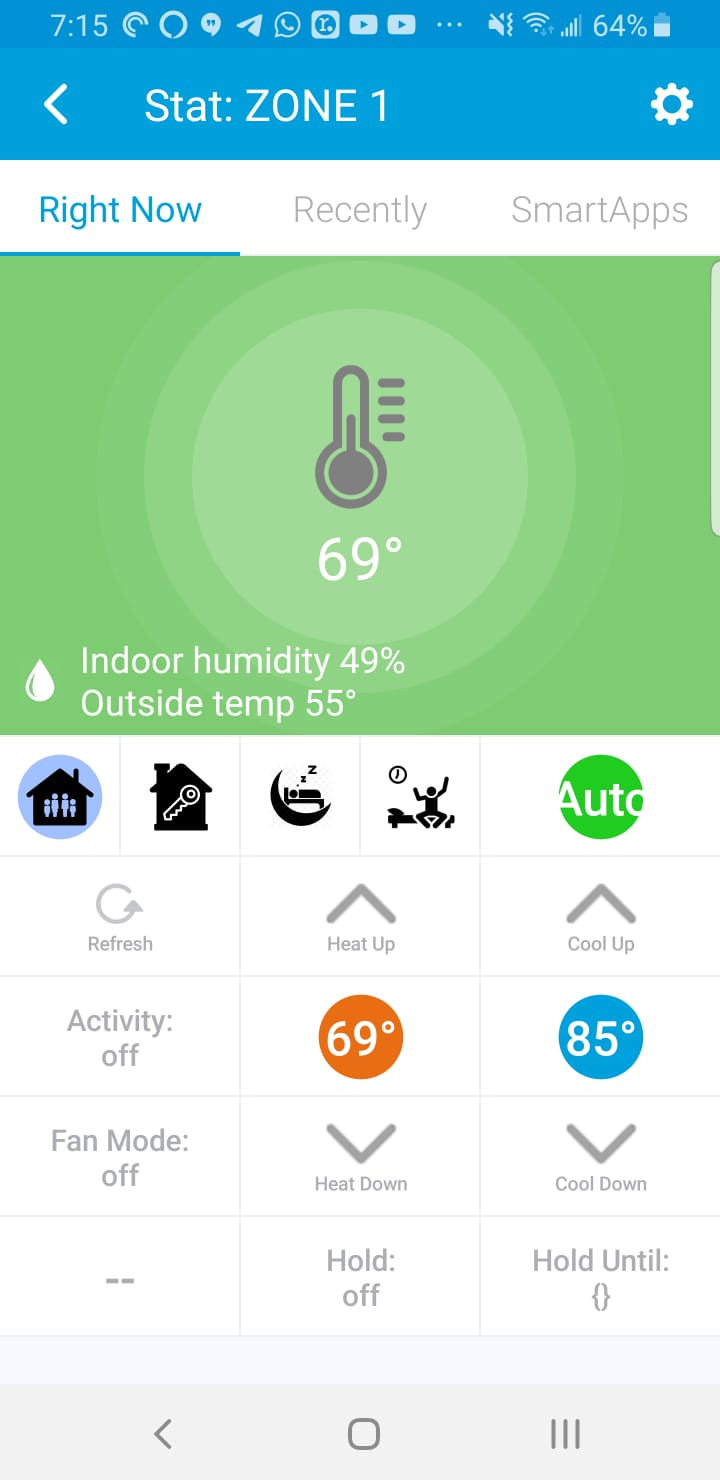 7:15 64%
Stat: ZONE 1
Right Now Recently SmartApps
69°
Indoor humidity 49%
Outside temp 55°
z z Auto
Refresh Heat Up Cool Up
Activity:
off
69° 85°
Fan Mode:
off
Heat Down Cool Down
--
Hold:
off
Hold Until:
{}